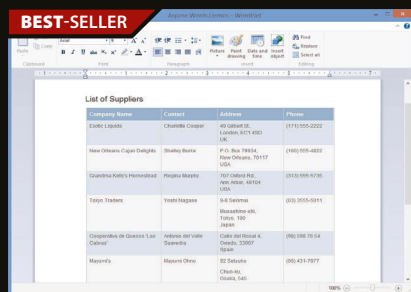 BEST-SELLER
Aspose.Words License - WordPad
Paste
Copy
Arial
Picture
Paint drawing
Date and time
Insert object
Find
Replace
Select all
Clipboard
Font
Paragraph
Insert
Editing
List of Suppliers
Company Name Contact Address Phone
Exotic Liquids Charlotte Cooper 49 Gilbert St. (171) 555-2222
London, EC1 4SD
UK
New Orleans Cajun Delights Shelley Burke P.O. Box 78934, (100) 555-4822
New Orleans, 70117
USA
Grandma Kelly's Homestead Regina Murphy 707 Oxford Rd. (313) 555-5735
Ann Arbor, 48104
USA
Tokyo Traders Yoshi Nagase 9-8 Sekimai (03) 3555-5011
Musashino-shi,
Tokyo, 100
Japan
Cooperativa de Quesos 'Las Antonio del Valle Calle del Rosal 4, (98) 598 76 54
Cabras' Saavedra Oviedo, 33007
Spain
Mayumi's Mayumi Ohno 92 Setsuko (06) 431-7877
Chuo-ku,
Osaka, 545
100%